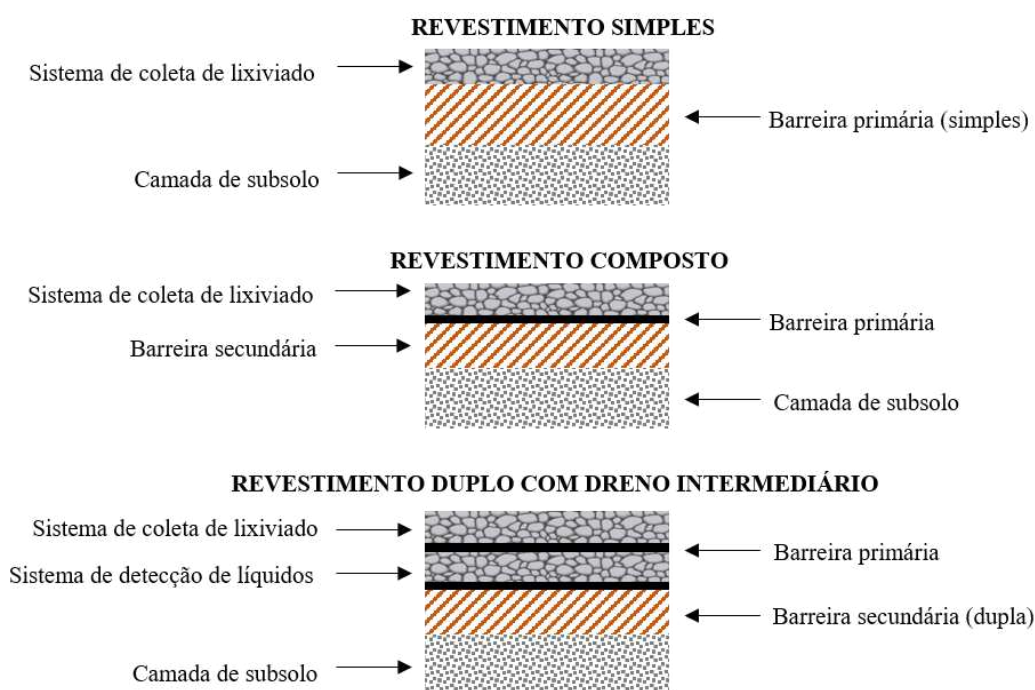 REVESTIMENTO SIMPLES
Sistema de coleta de lixiviado
Barreira primária (simples)
Camada de subsolo
REVESTIMENTO COMPOSTO
Sistema de coleta de lixiviado
Barreira primária
Barreira secundária
Camada de subsolo
REVESTIMENTO DUPLO COM DRENO INTERMEDIÁRIO
Sistema de coleta de lixiviado
Barreira primária
Sistema de detecção de líquidos
Barreira secundária (dupla)
Camada de subsolo